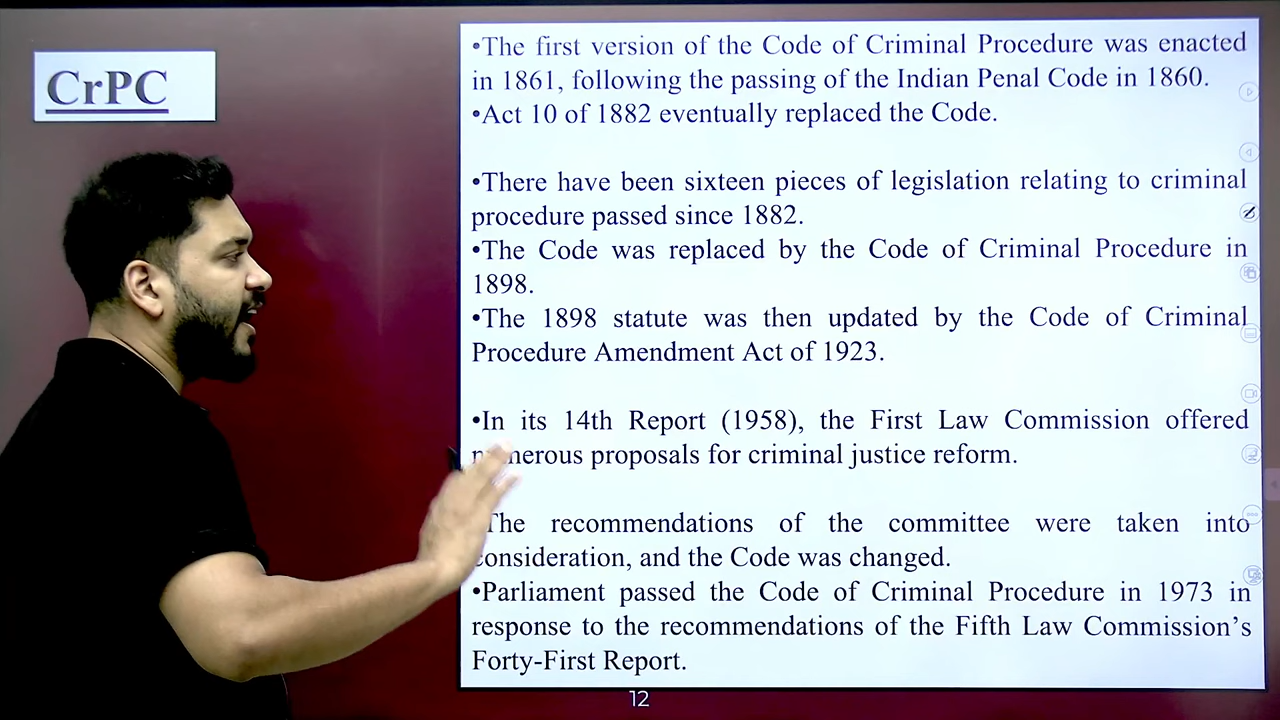 CrPC
•The first version of the Code of Criminal Procedure was enacted
in 1861, following the passing of the Indian Penal Code in 1860.
•Act 10 of 1882 eventually replaced the Code.
•There have been sixteen pieces of legislation relating to criminal
procedure passed since 1882.
•The Code was replaced by the Code of Criminal Procedure in
1898.
•The 1898 statute was then updated by the Code of Criminal
Procedure Amendment Act of 1923.
•In its 14th Report (1958), the First Law Commission offered
numerous proposals for criminal justice reform.
The recommendations of the committee were taken into
consideration, and the Code was changed.
•Parliament passed the Code of Criminal Procedure in 1973 in
response to the recommendations of the Fifth Law Commission's
Forty-First Report.
12